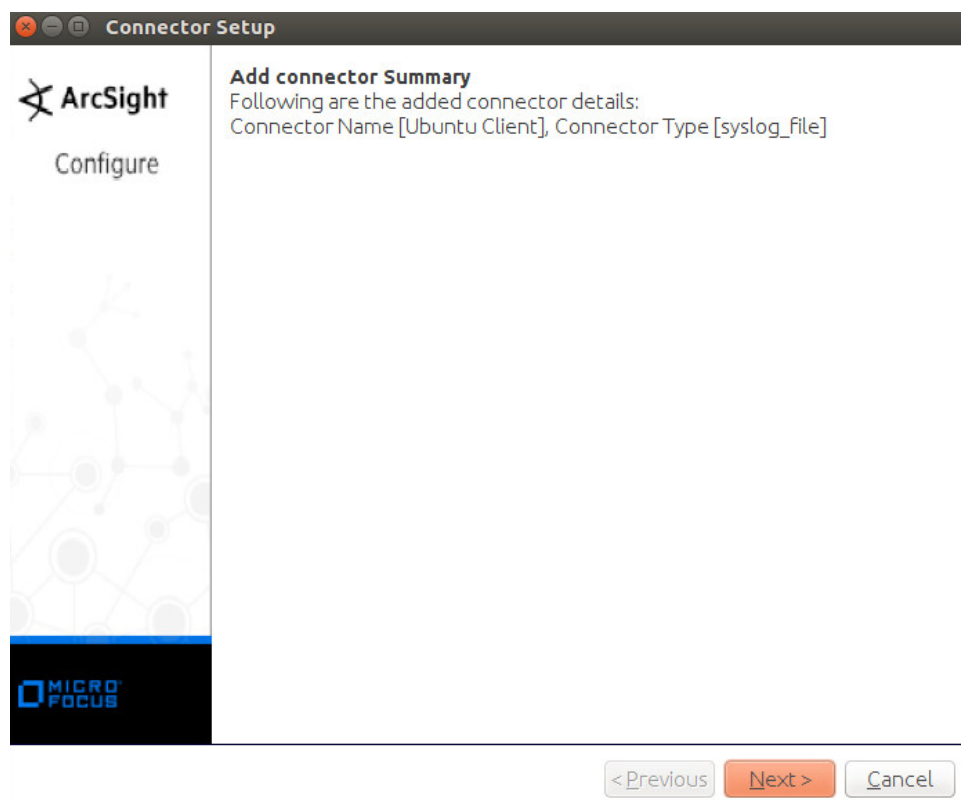 Connector Setup
ArcSight
Configure
Add connector Summary
Following are the added connector details:
Connector Name [Ubuntu Client], Connector Type [syslog_file]
MICRO
FOCUS
< Previous
Next >
Cancel